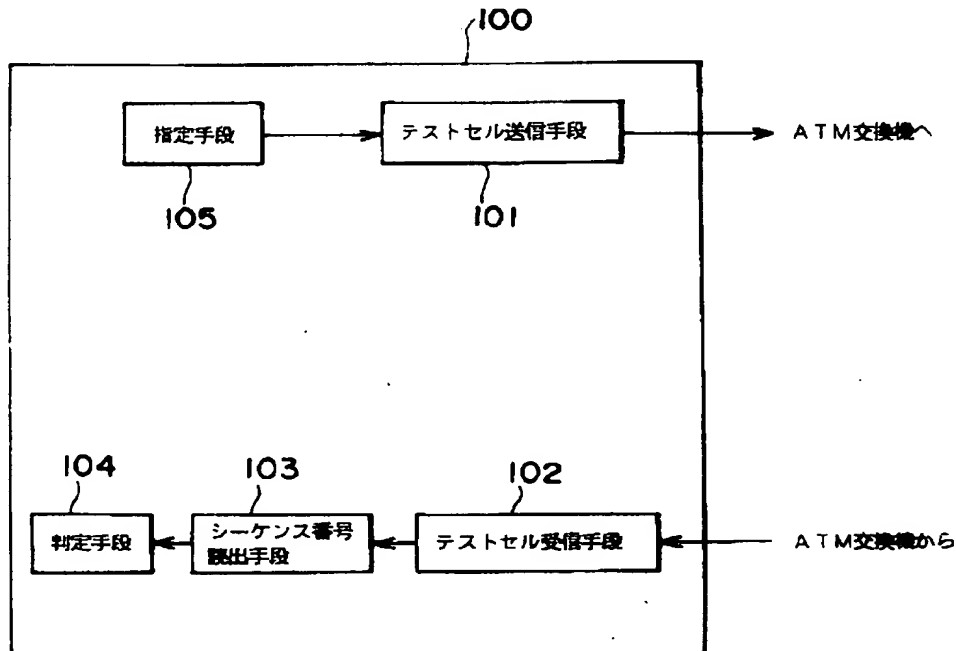 100
指定手段
テストセル送信手段
ATM交換機へ
105
101
104
103
102
判定手段
シーケンス番号
読出手段
テストセル受信手段
ATM交換機から